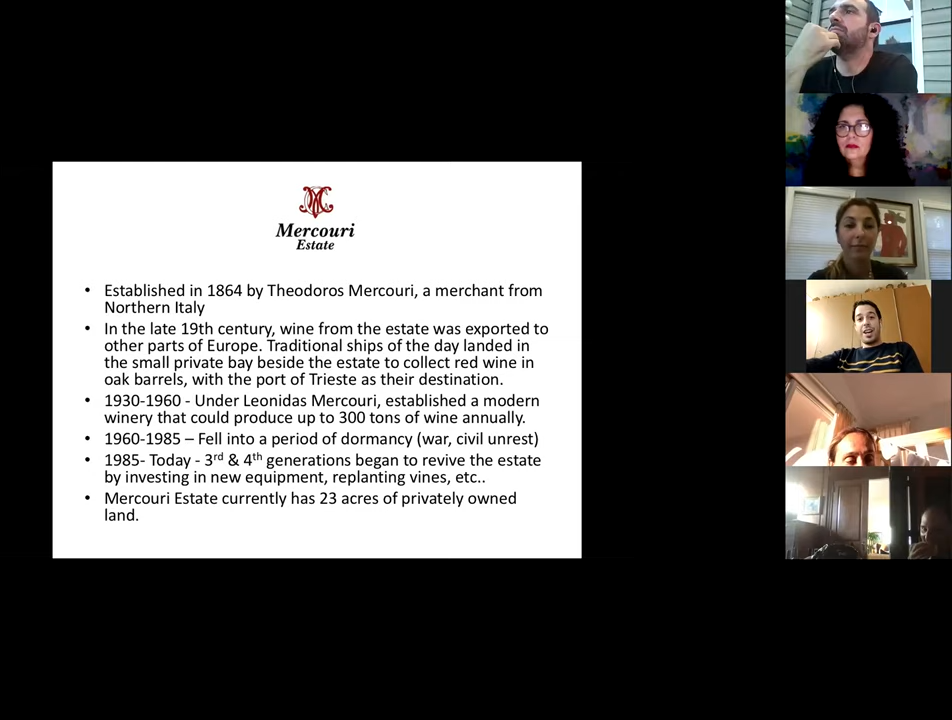 Mercouri
Estate
• Established in 1864 by Theodoros Mercouri, a merchant from
Northern Italy
• In the late 19th century, wine from the estate was exported to
other parts of Europe. Traditional ships of the day landed in
the small private bay beside the estate to collect red wine in
oak barrels, with the port of Trieste as their destination.
• 1930-1960 - Under Leonidas Mercouri, established a modern
winery that could produce up to 300 tons of wine annually.
• 1960-1985 – Fell into a period of dormancy (war, civil unrest)
• 1985- Today - 3rd & 4th generations began to revive the estate
by investing in new equipment, replanting vines, etc..
• Mercouri Estate currently has 23 acres of privately owned
land.